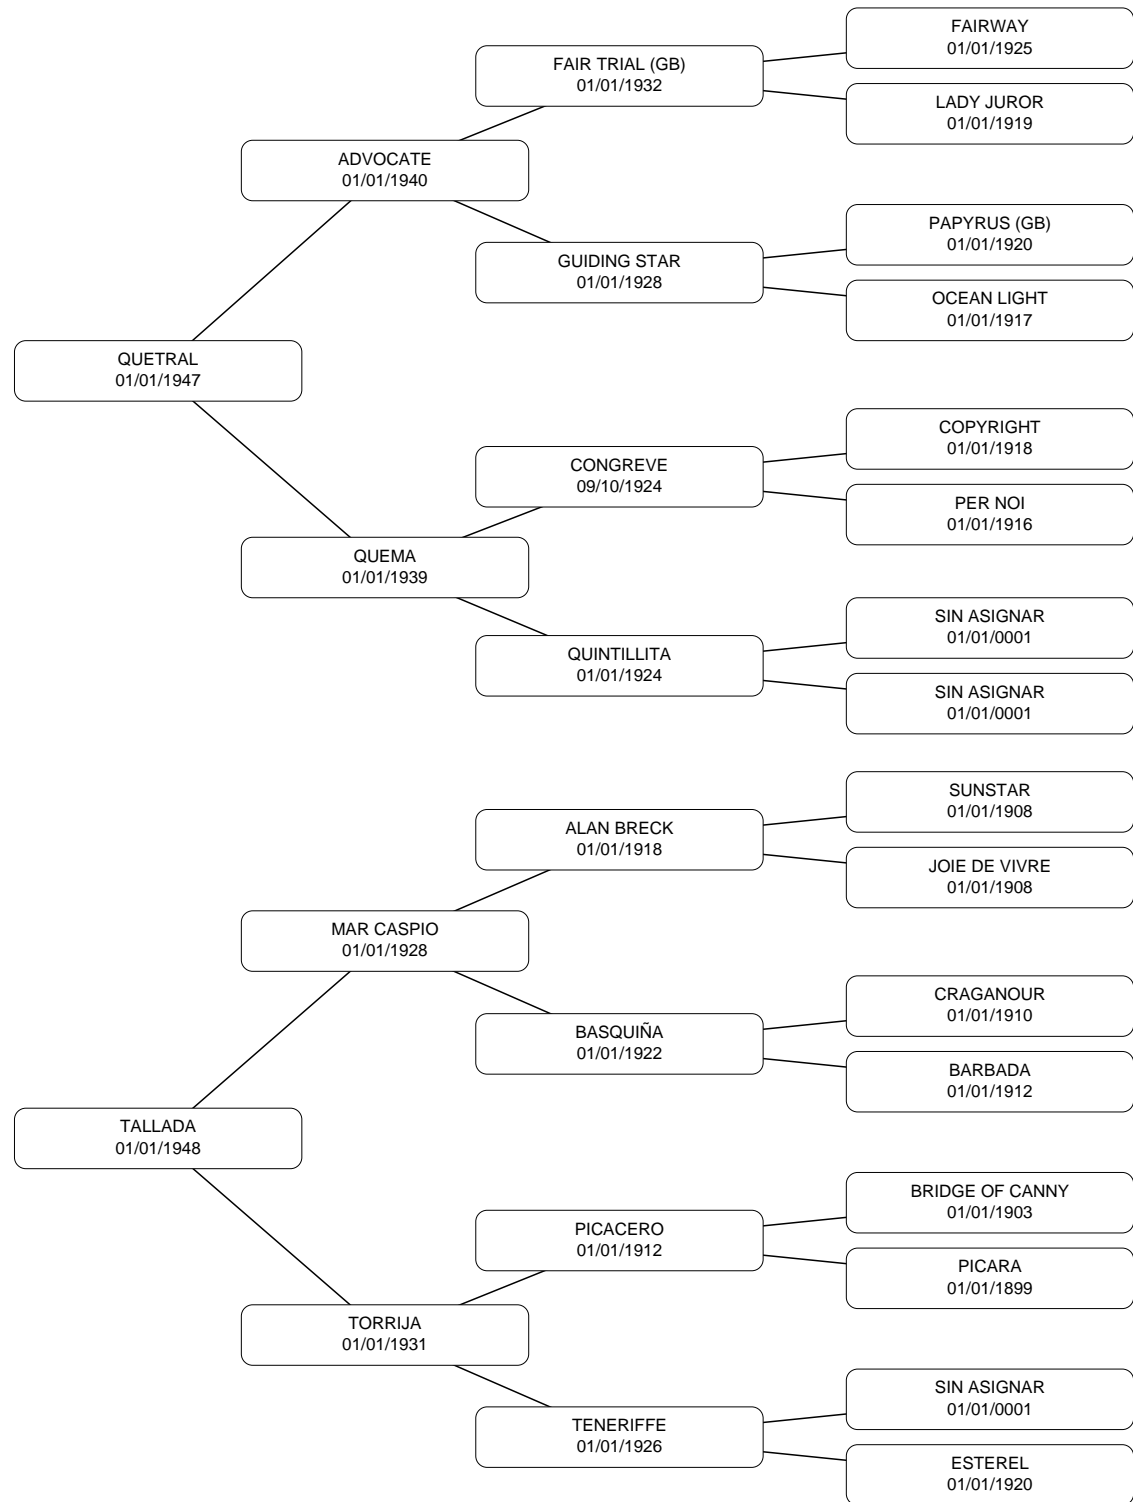 FAIRWAY
01/01/1925
FAIR TRIAL (GB)
01/01/1932
LADY JUROR
01/01/1919
ADVOCATE
01/01/1940
PAPYRUS (GB)
01/01/1920
GUIDING STAR
01/01/1928
OCEAN LIGHT
01/01/1917
QUETRAL
01/01/1947
COPYRIGHT
01/01/1918
CONGREVE
09/10/1924
PER NOI
01/01/1916
QUEMA
01/01/1939
SIN ASIGNAR
01/01/0001
QUINTILLITA
01/01/1924
SIN ASIGNAR
01/01/0001
SUNSTAR
01/01/1908
ALAN BRECK
01/01/1918
JOIE DE VIVRE
01/01/1908
MAR CASPIO
01/01/1928
CRAGANOUR
01/01/1910
BASQUIÑA
01/01/1922
BARBADA
01/01/1912
TALLADA
01/01/1948
BRIDGE OF CANNY
01/01/1903
PICACERO
01/01/1912
PICARA
01/01/1899
TORRIJA
01/01/1931
SIN ASIGNAR
01/01/0001
TENERIFFE
01/01/1926
ESTEREL
01/01/1920